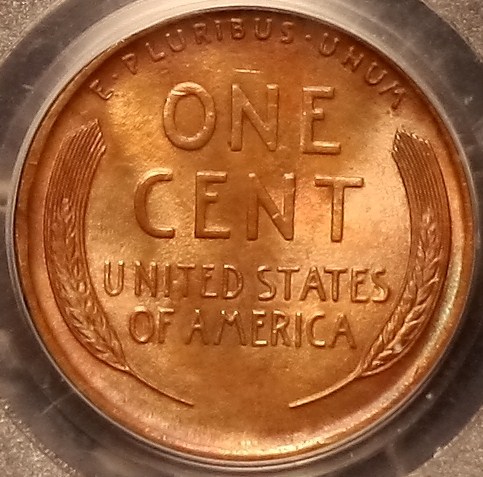 E · PLURIBUS · UNUM
ONE
CENT
UNITED STATES
OF AMERICA